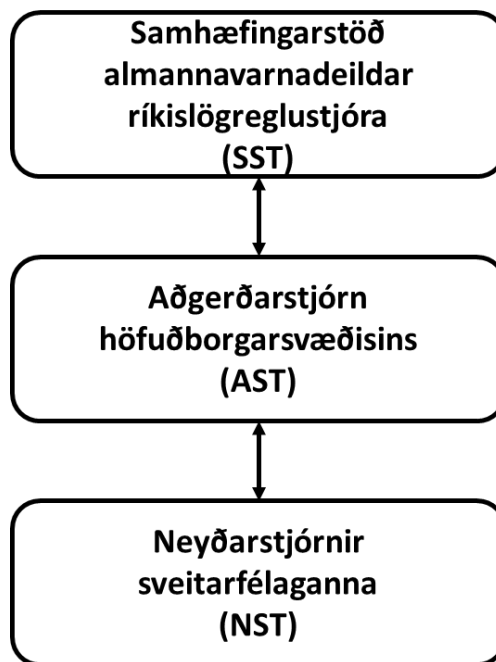 Samhæfingarstöð
almannavarnadeildar
ríkislögreglustjóra
(SST)
Aðgerðarstjórn
höfuðborgarsvæðisins
(AST)
Neyðarstjórnir
sveitarfélaganna
(NST)